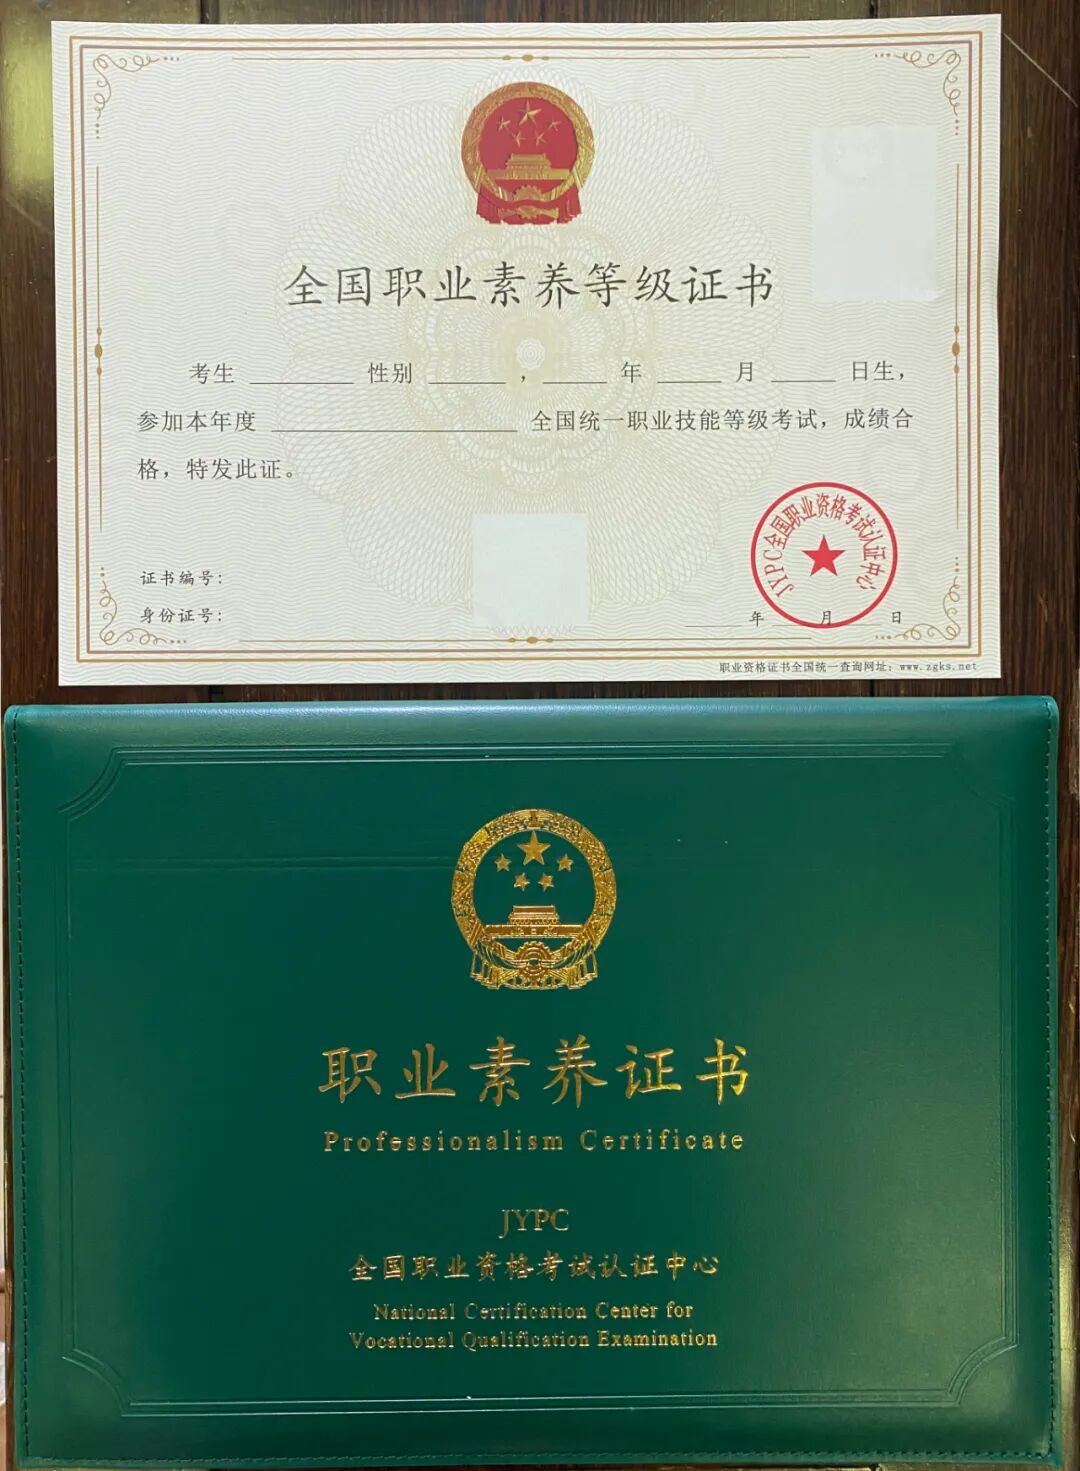 全国职业素养等级证书
考生 ________ 性别 ______，_____ 年 _____ 月 _____ 日生，
参加本年度 ____________________ 全国统一职业技能等级考试，成绩合
格，特发此证。
JYPC全国职业资格考试认证中心
证书编号：
身份证号：
年 月 日
职业资格证书全国统一查询网址：www.zgks.net
职业素养证书
Professionalism Certificate
JYPC
全国职业资格考试认证中心
National Certification Center for
Vocational Qualification Examination